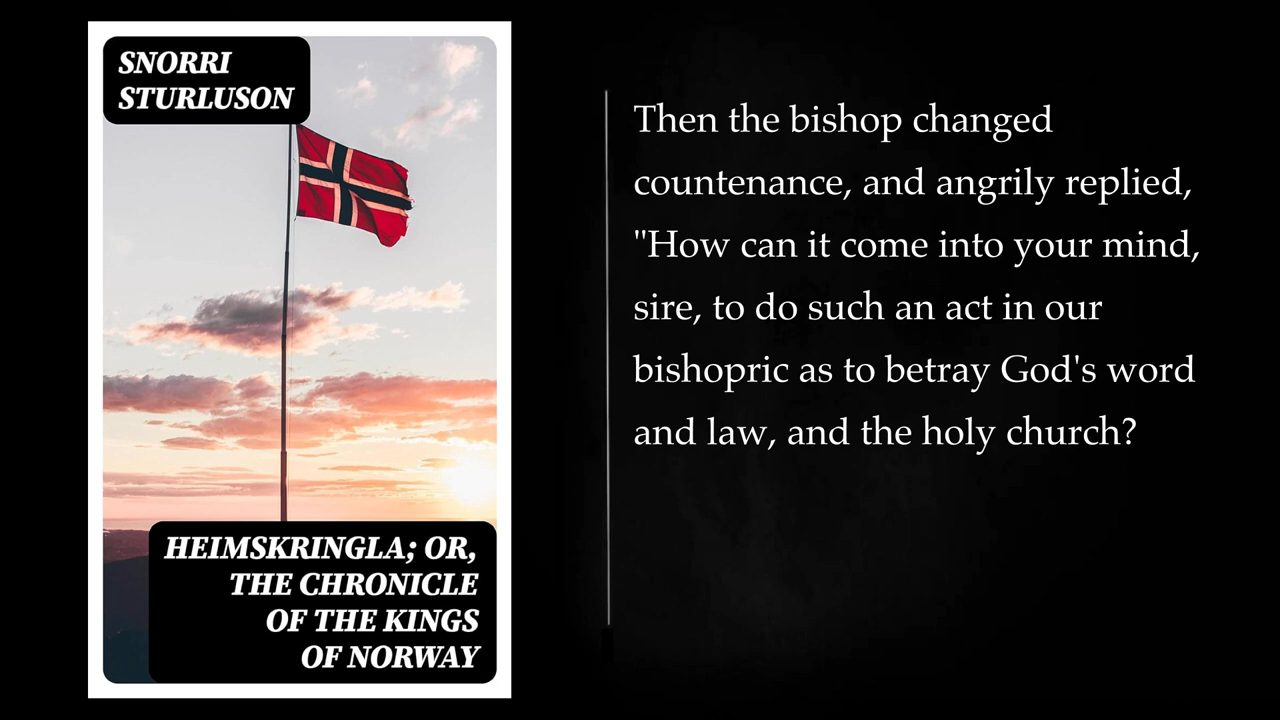 SNORRI
STURLUSON
HEIMSKRINGLA; OR,
THE CHRONICLE
OF THE KINGS
OF NORWAY
Then the bishop changed
countenance, and angrily replied,
"How can it come into your mind,
sire, to do such an act in our
bishopric as to betray God's word
and law, and the holy church?